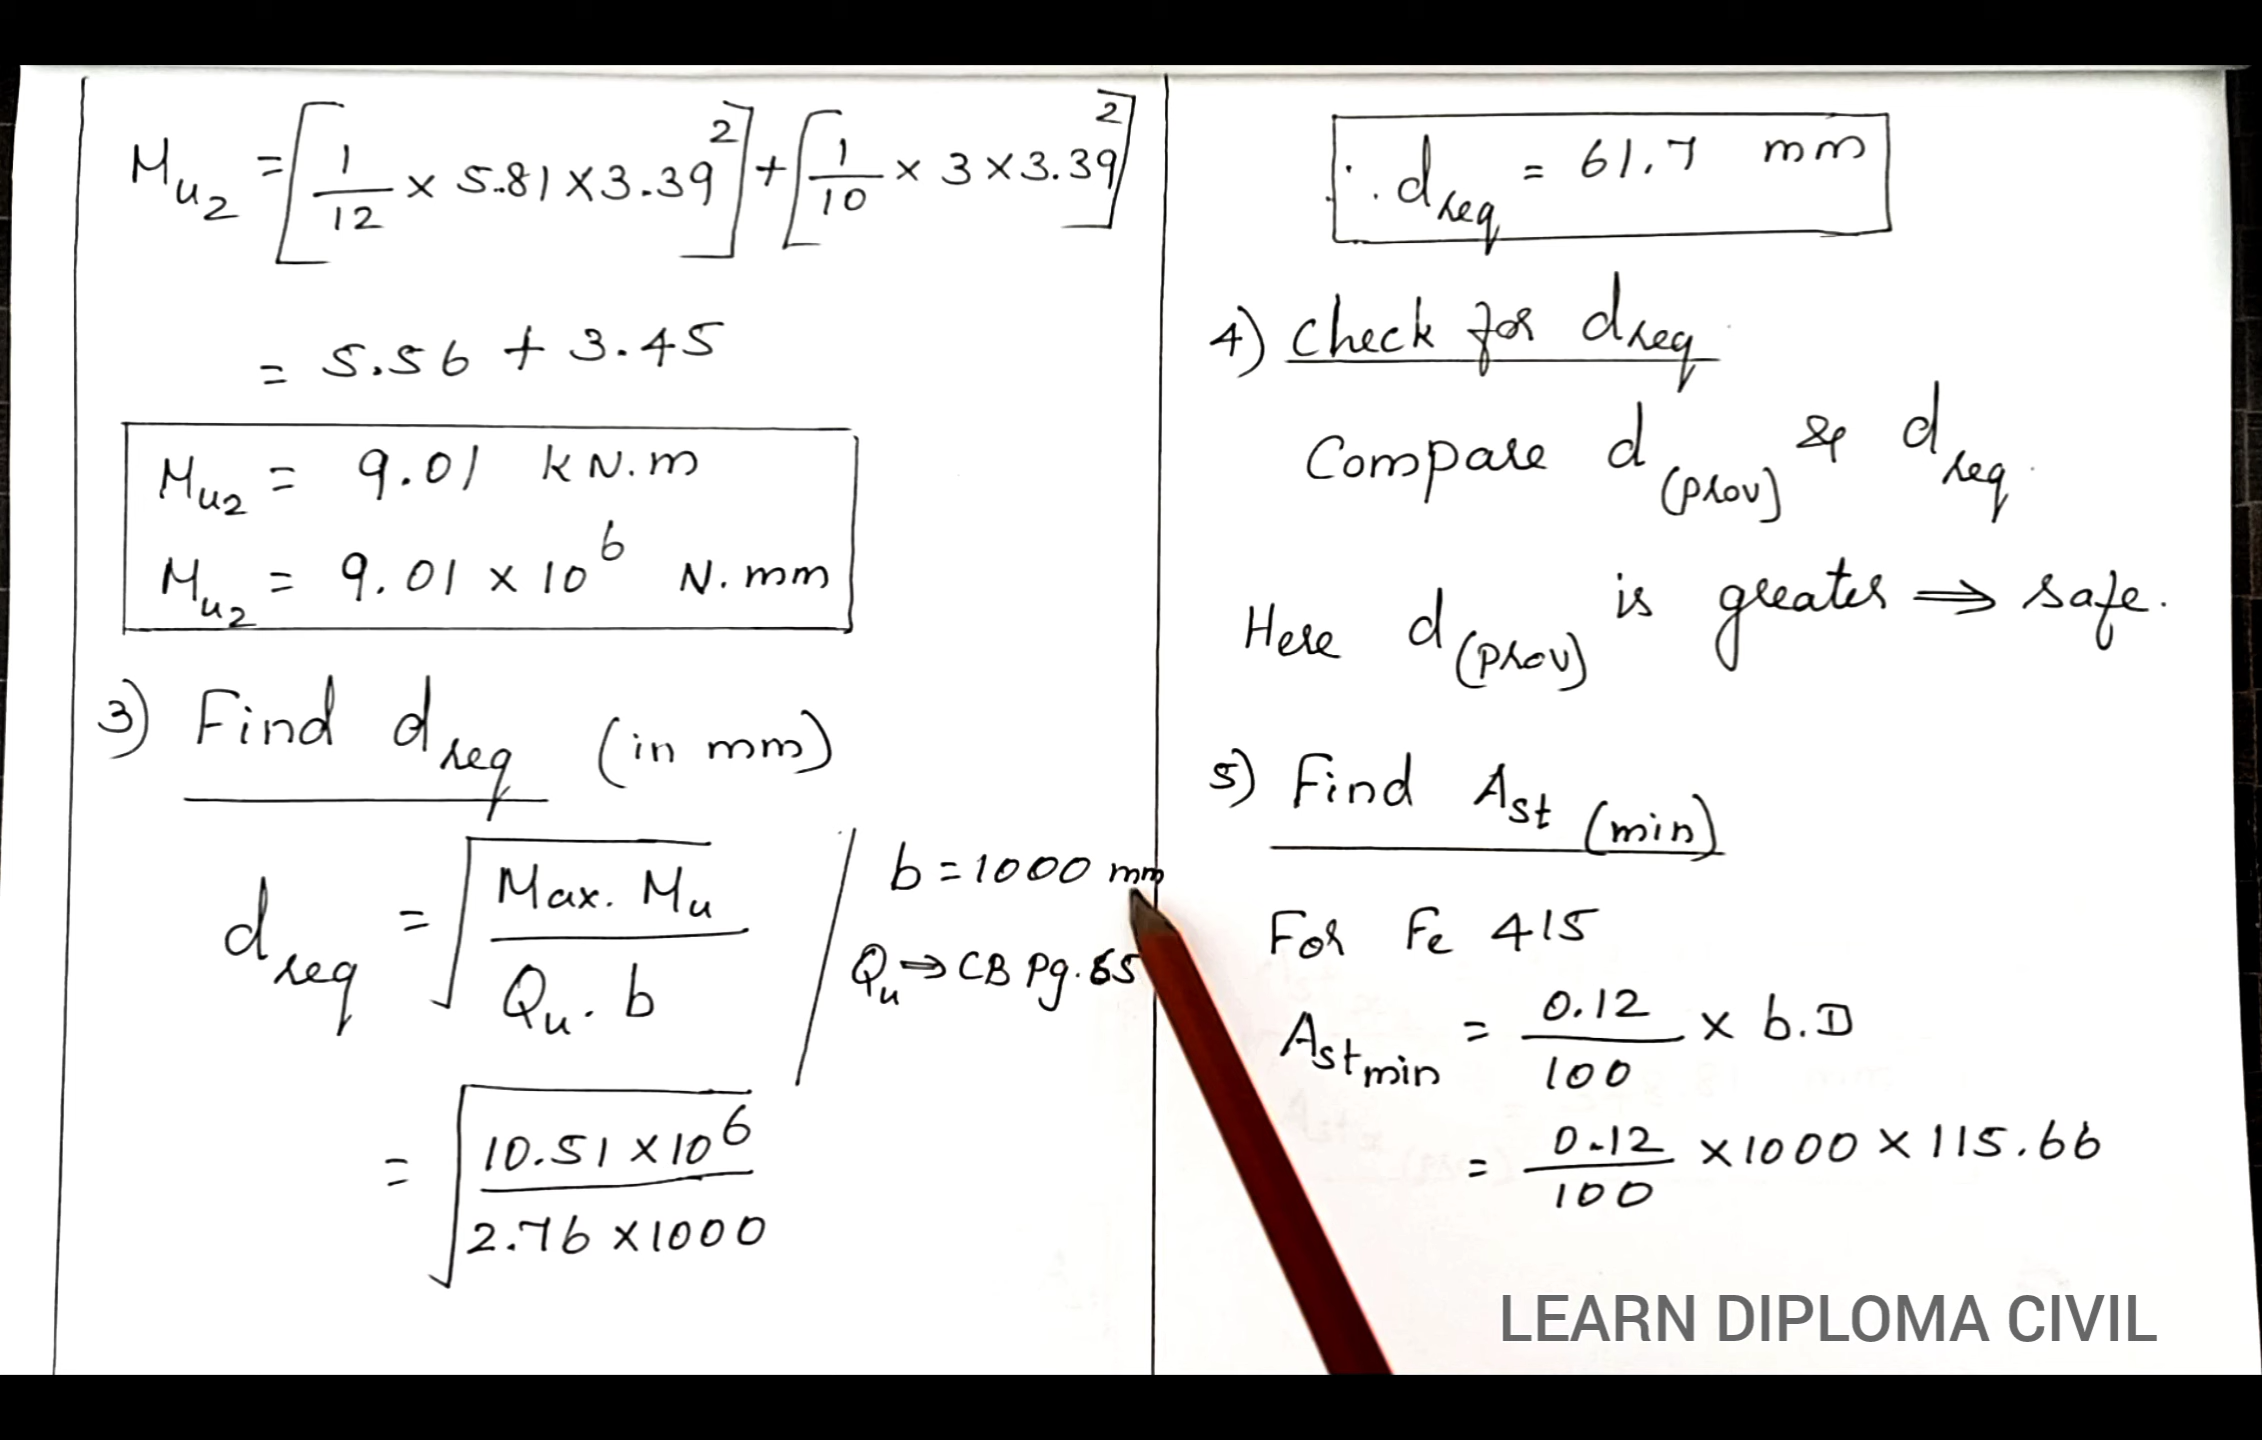 Mu2 = [1/12 × 5.81 × 3.39²] + [1/10 × 3 × 3.39²]
= 5.56 + 3.45
Mu2 = 9.01 kN.m
Mu2 = 9.01 × 10⁶ N.mm
3) Find dreq (in mm)
dreq = √(Max. Mu / Qu. b)
b = 1000 mm
Qu ⇒ CB Pg. 65
= √(10.51 × 10⁶ / 2.76 × 1000)
∴ dreq = 61.7 mm
4) Check for dreq
Compare d(prov) & dreq.
Here d(prov) is greater ⇒ safe.
5) Find Ast (min)
For Fe 415
Astmin = 0.12/100 × b.D
= 0.12/100 × 1000 × 115.66
LEARN DIPLOMA CIVIL